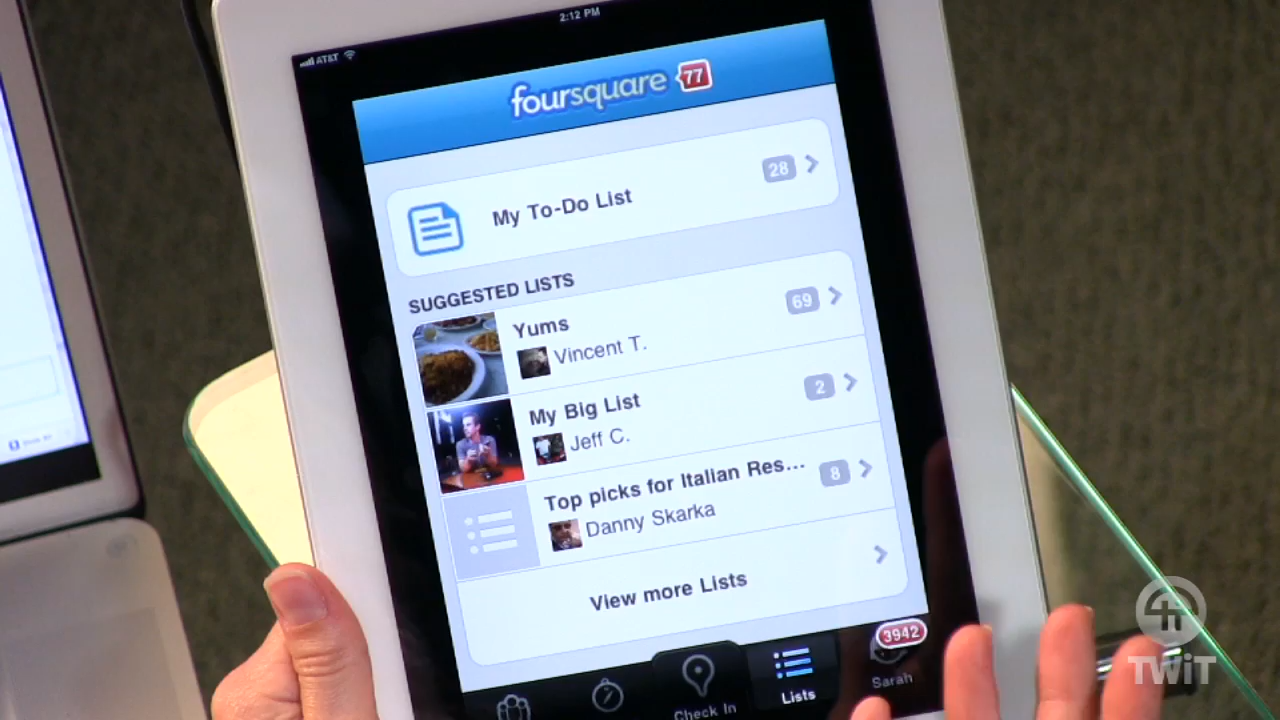 2:12 PM
AT&T
foursquare 77
My To-Do List 28
SUGGESTED LISTS
Yums 69
Vincent T.
My Big List 2
Jeff C.
Top picks for Italian Res... 8
Danny Skarka
View more Lists
3942
Check In
Lists
Sarah
TWiT